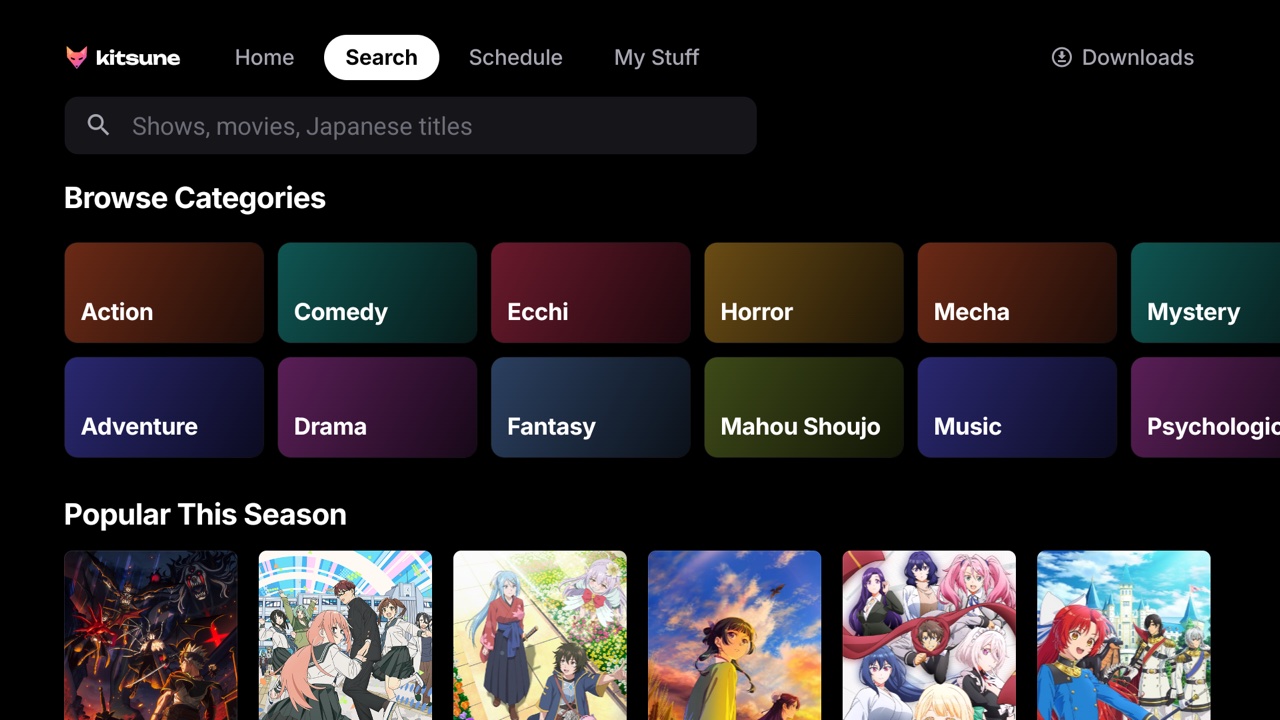 kitsune
Home
Search
Schedule
My Stuff
Downloads
Shows, movies, Japanese titles
Browse Categories
Action
Comedy
Ecchi
Horror
Mecha
Mystery
Adventure
Drama
Fantasy
Mahou Shoujo
Music
Psychologic
Popular This Season